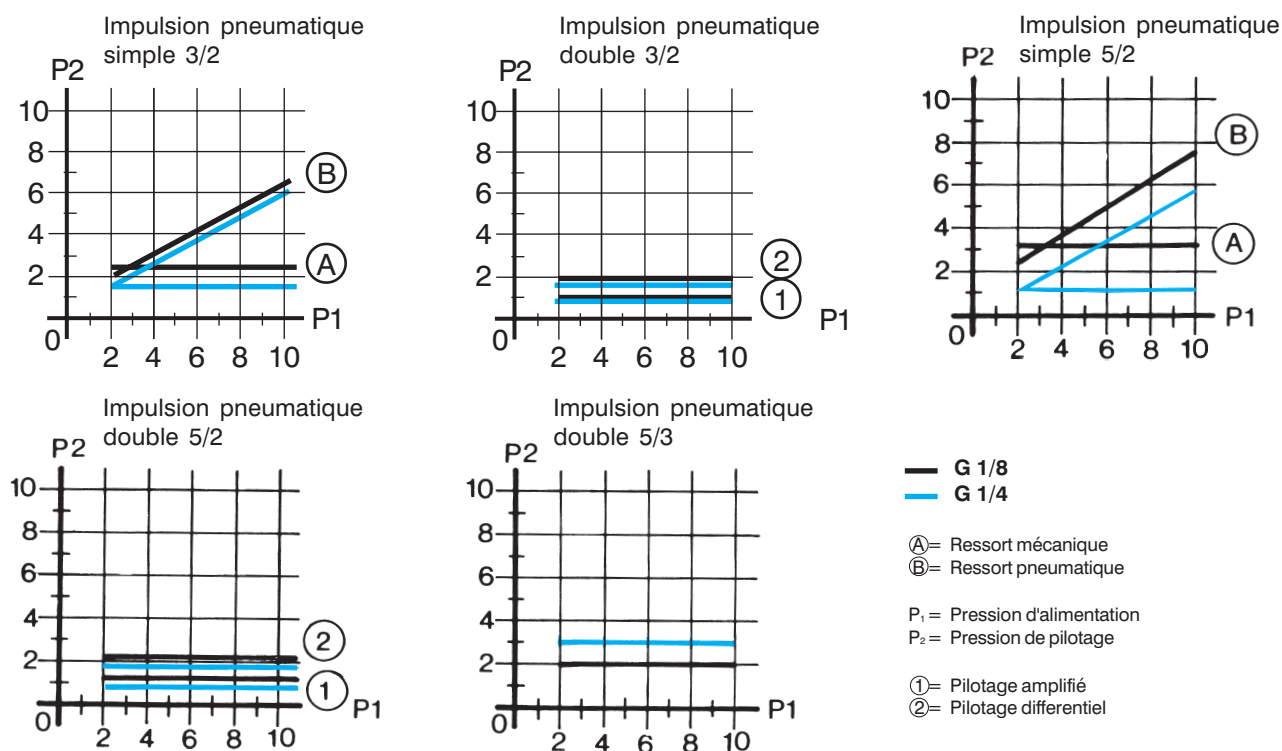 Impulsion pneumatique
simple 3/2
P2
10
8
6
4
2
0
2 4 6 8 10
P1
B
A
Impulsion pneumatique
double 3/2
P2
10
8
6
4
2
0
2 4 6 8 10
P1
2
1
Impulsion pneumatique
simple 5/2
P2
10
8
6
4
2
0
2 4 6 8 10
P1
B
A
Impulsion pneumatique
double 5/2
P2
10
8
6
4
2
0
2 4 6 8 10
P1
2
1
Impulsion pneumatique
double 5/3
P2
10
8
6
4
2
0
2 4 6 8 10
P1
G 1/8
G 1/4
Ⓐ= Ressort mécanique
Ⓑ= Ressort pneumatique
P₁ = Pression d'alimentation
P₂ = Pression de pilotage
①= Pilotage amplifié
②= Pilotage differentiel